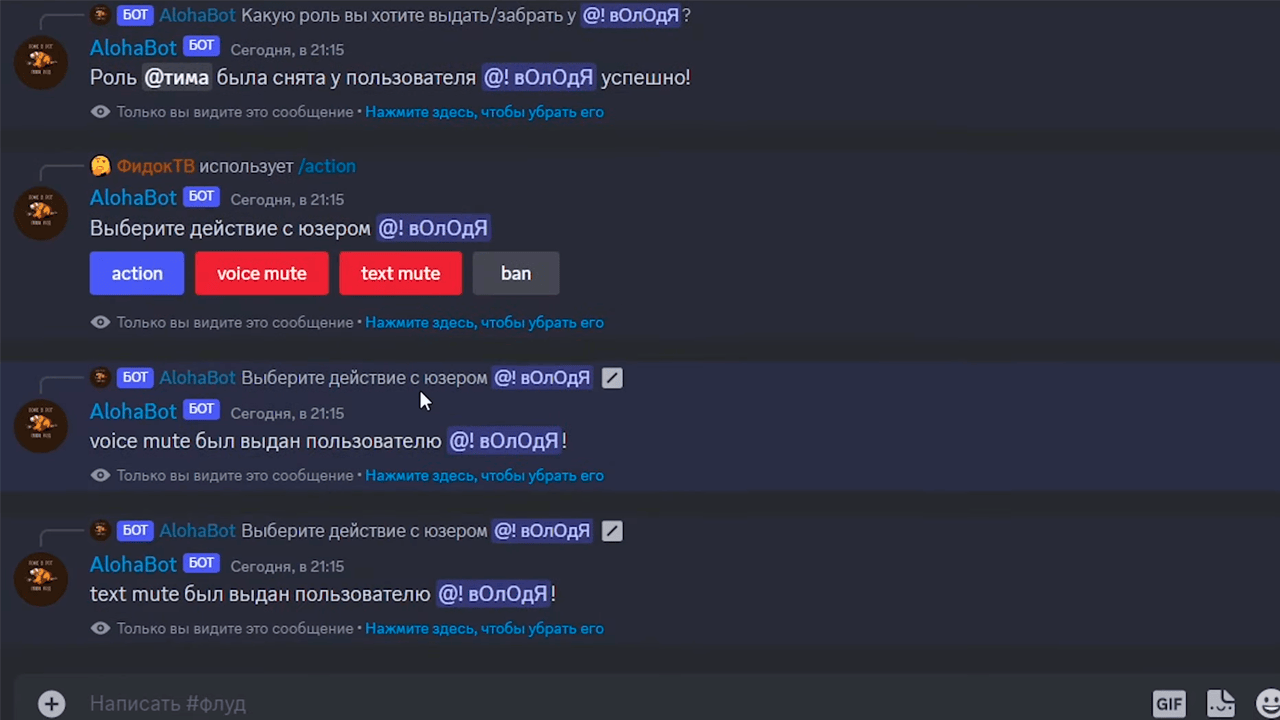 БОТ AlohaBot Какую роль вы хотите выдать/забрать у @! вОлОдЯ?
AlohaBot БОТ Сегодня, в 21:15
Роль @тима была снята у пользователя @! вОлОдЯ успешно!
Только вы видите это сообщение • Нажмите здесь, чтобы убрать его
ФидокТВ использует /action
AlohaBot БОТ Сегодня, в 21:15
Выберите действие с юзером @! вОлОдЯ
action voice mute text mute ban
Только вы видите это сообщение • Нажмите здесь, чтобы убрать его
БОТ AlohaBot Выберите действие с юзером @! вОлОдЯ
AlohaBot БОТ Сегодня, в 21:15
voice mute был выдан пользователю @! вОлОдЯ!
Только вы видите это сообщение • Нажмите здесь, чтобы убрать его
БОТ AlohaBot Выберите действие с юзером @! вОлОдЯ
AlohaBot БОТ Сегодня, в 21:15
text mute был выдан пользователю @! вОлОдЯ!
Только вы видите это сообщение • Нажмите здесь, чтобы убрать его
Написать #флуд GIF